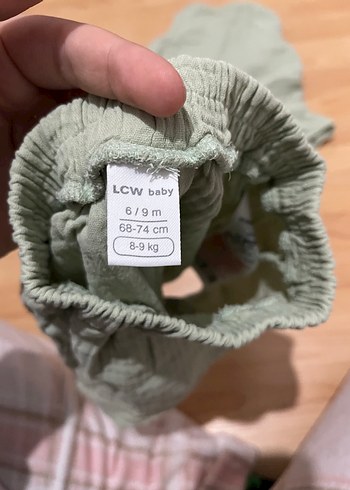 LCW baby
6 / 9 m
68-74 cm
8-9 kg